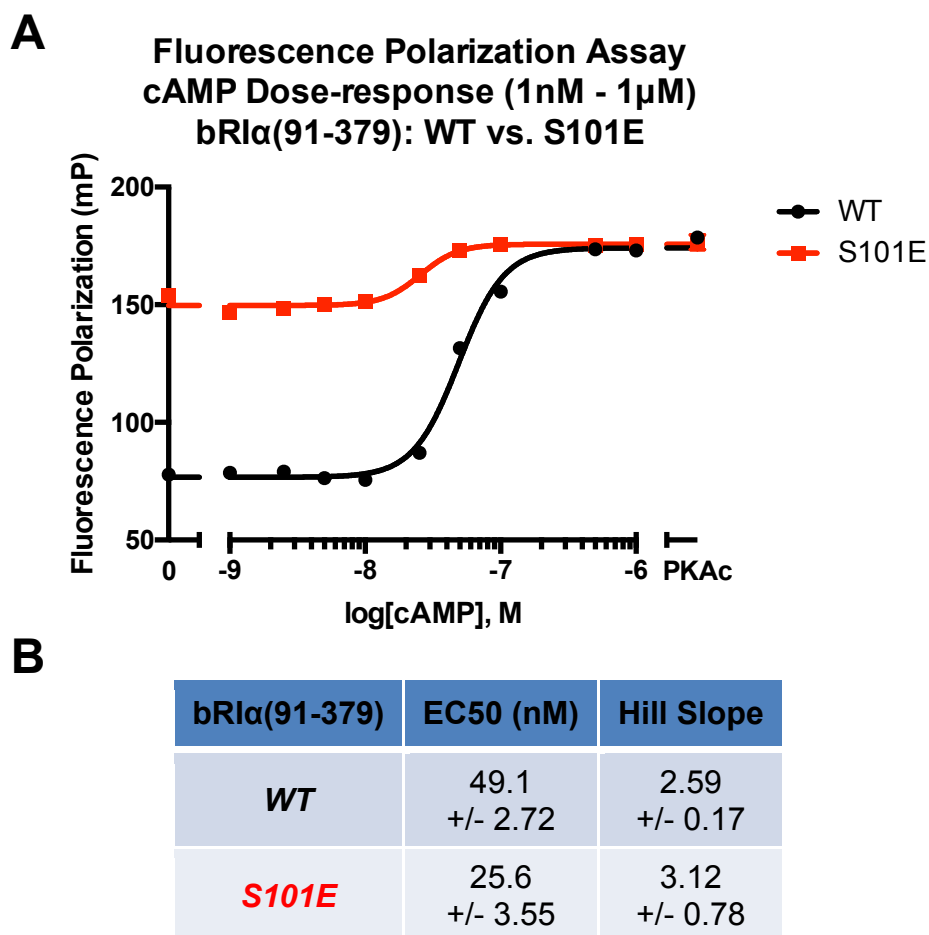 A
Fluorescence Polarization Assay
cAMP Dose-response (1nM - 1µM)
bRIα(91-379): WT vs. S101E
Fluorescence Polarization (mP)
200
150
100
50
WT
S101E
0
-9
-8
-7
-6
PKAc
log[cAMP], M
B
bRIα(91-379) EC50 (nM) Hill Slope
WT
49.1
+/- 2.72
2.59
+/- 0.17
S101E
25.6
+/- 3.55
3.12
+/- 0.78